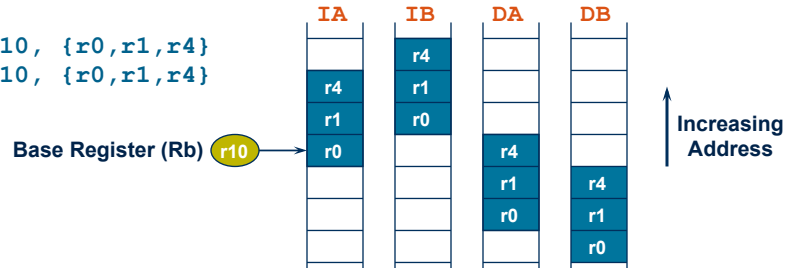 IA IB DA DB
10, {r0,r1,r4}
10, {r0,r1,r4}
r4
r4 r1
r1 r0
Base Register (Rb) r10 r0 r4
r1 r4
r0 r1
r0
Increasing
Address